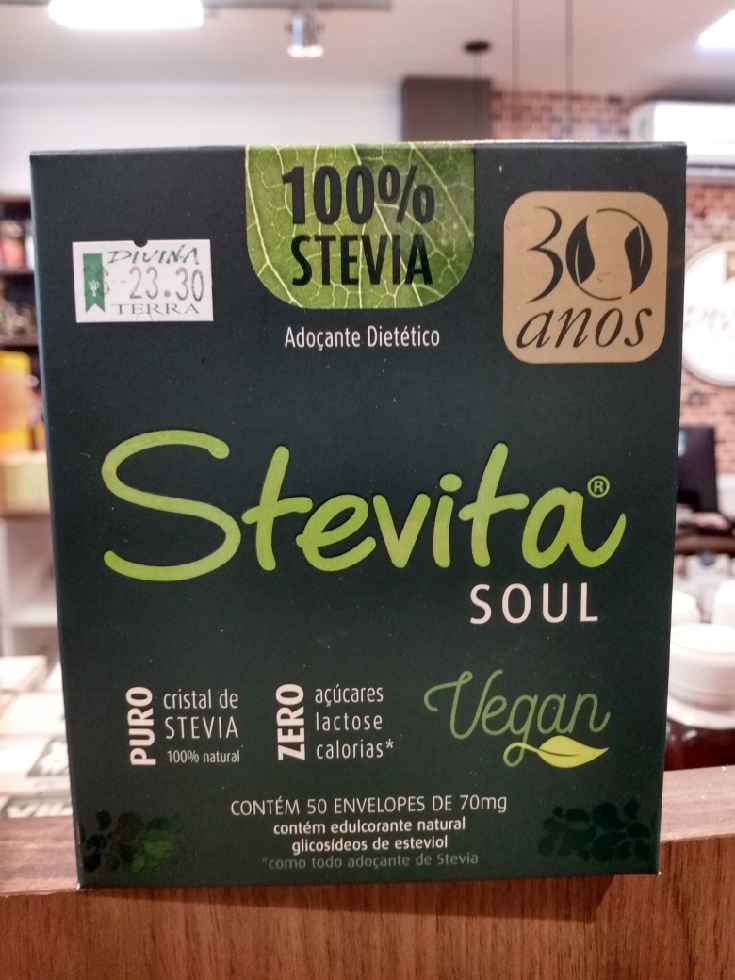 100%
STEVIA
30
anos
DIVINA
$ 23.30
TERRA
Adoçante Dietético
Stevita®
SOUL
PURO
cristal de
STEVIA
100% natural
ZERO
açúcares
lactose
calorias*
Vegan
CONTÉM 50 ENVELOPES DE 70mg
contém edulcorante natural
glicosídeos de esteviol
*como todo adoçante de Stevia